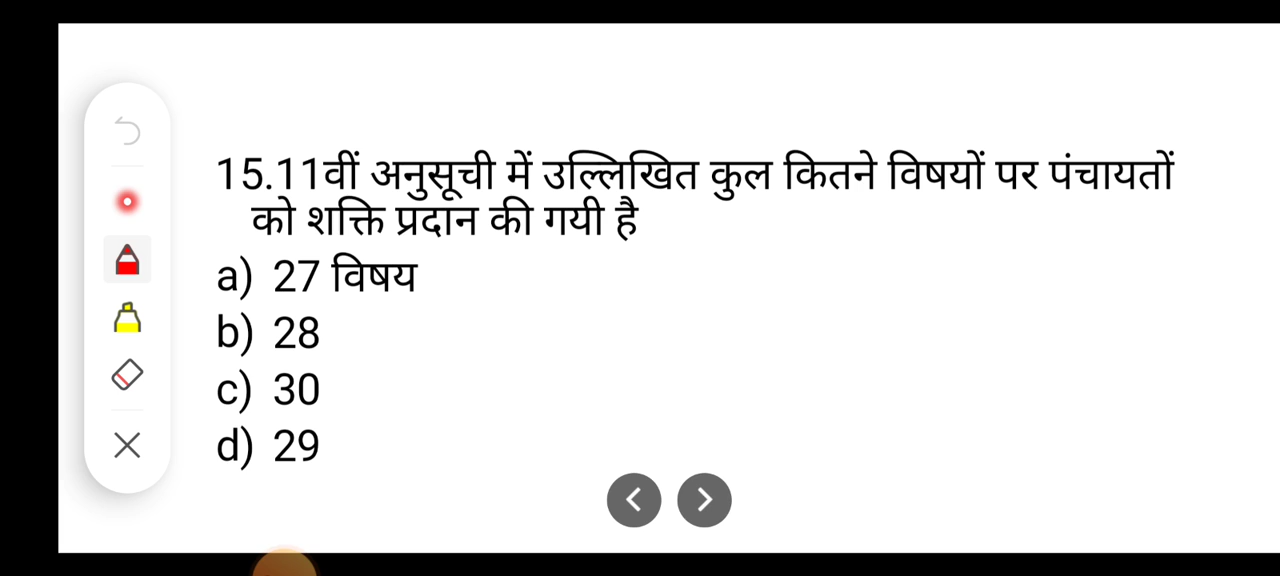 15.11वीं अनुसूची में उल्लिखित कुल कितने विषयों पर पंचायतों
को शक्ति प्रदान की गयी है
a) 27 विषय
b) 28
c) 30
d) 29